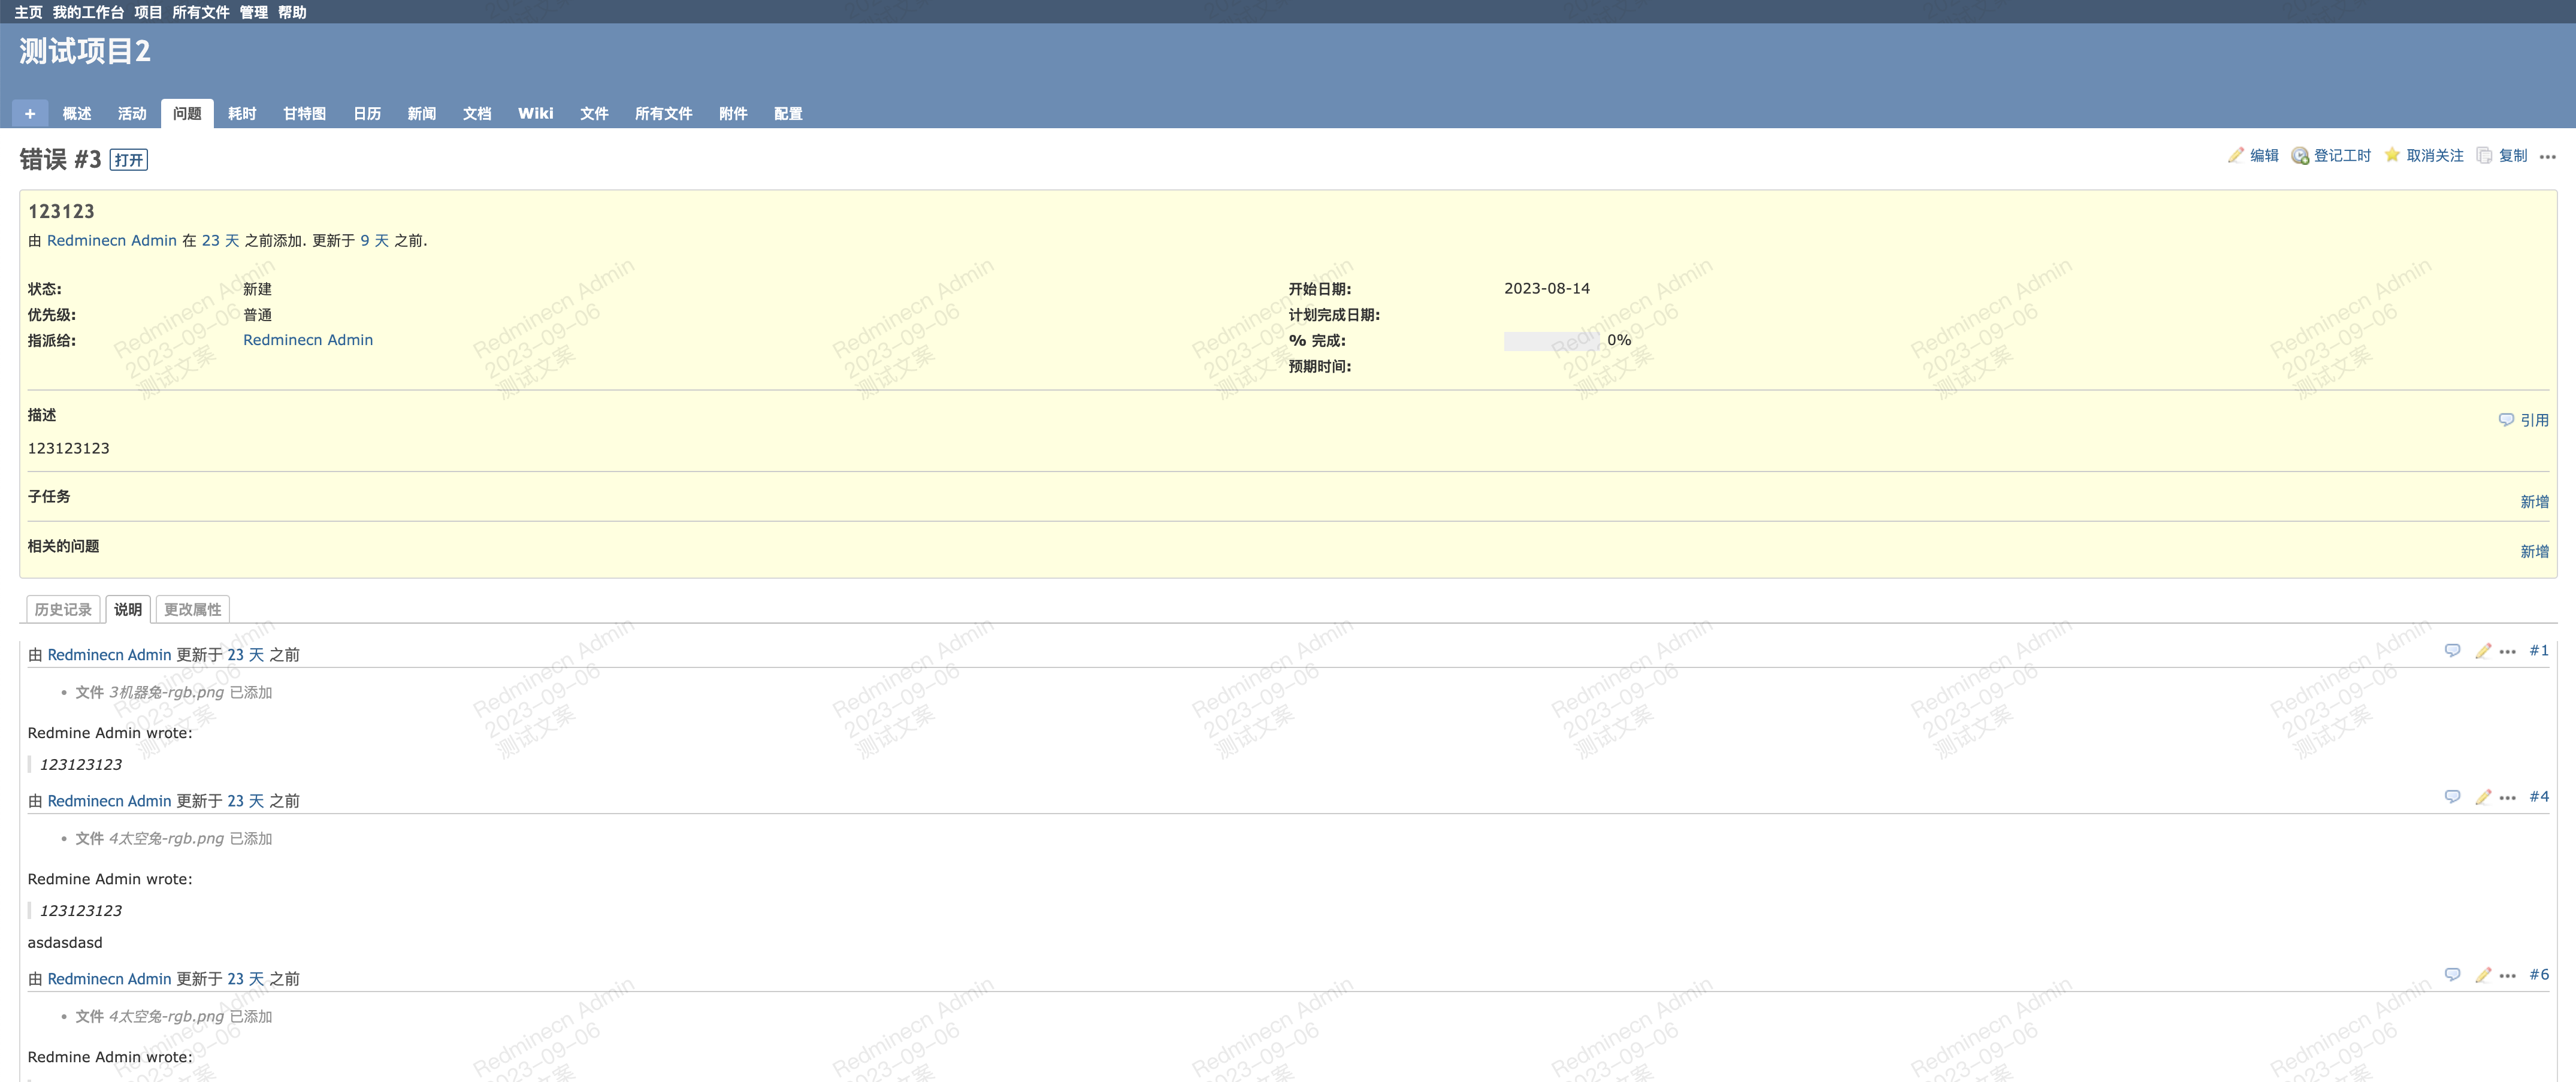 主页 我的工作台 项目 所有文件 管理 帮助
测试项目2
+ 概述 活动 问题 耗时 甘特图 日历 新闻 文档 Wiki 文件 所有文件 附件 配置
错误 #3 打开
编辑 登记工时 取消关注 复制 •••
123123
由 Redminecn Admin 在 23 天 之前添加. 更新于 9 天 之前.
状态: 新建 开始日期: 2023-08-14
优先级: 普通 计划完成日期:
指派给: Redminecn Admin % 完成: 0%
预期时间:
描述 引用
123123123
子任务 新增
相关的问题 新增
历史记录 说明 更改属性
由 Redminecn Admin 更新于 23 天 之前 ••• #1
• 文件 3机器兔-rgb.png 已添加
Redmine Admin wrote:
123123123
由 Redminecn Admin 更新于 23 天 之前 ••• #4
• 文件 4太空兔-rgb.png 已添加
Redmine Admin wrote:
123123123
asdasdasd
由 Redminecn Admin 更新于 23 天 之前 ••• #6
• 文件 4太空兔-rgb.png 已添加
Redmine Admin wrote:
Redminecn Admin
2023-09-06
测试文案